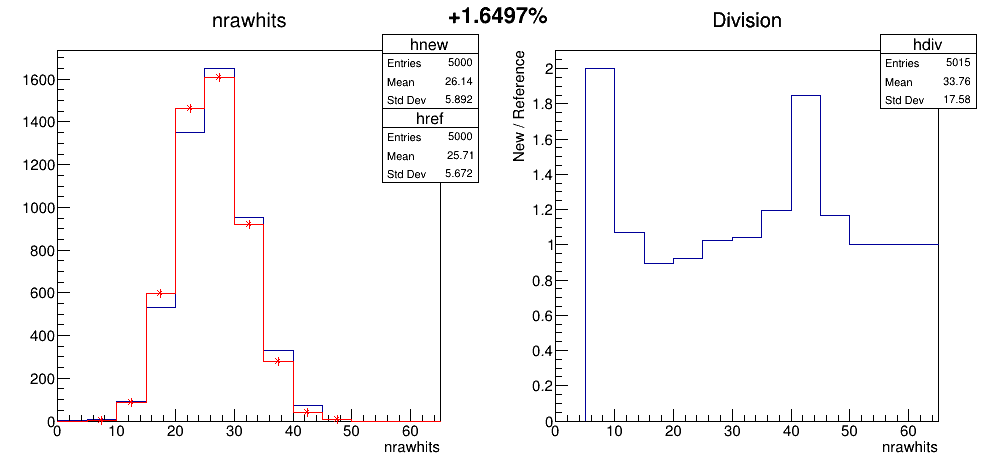 +1.6497%
nrawhits
hnew
Entries 5000
Mean 26.14
Std Dev 5.892
href
Entries 5000
Mean 25.71
Std Dev 5.672
1600
1400
1200
1000
800
600
400
200
0
0 10 20 30 40 50 60
nrawhits
Division
hdiv
Entries 5015
Mean 33.76
Std Dev 17.58
New / Reference
2
1.8
1.6
1.4
1.2
1
0.8
0.6
0.4
0.2
0
0 10 20 30 40 50 60
nrawhits